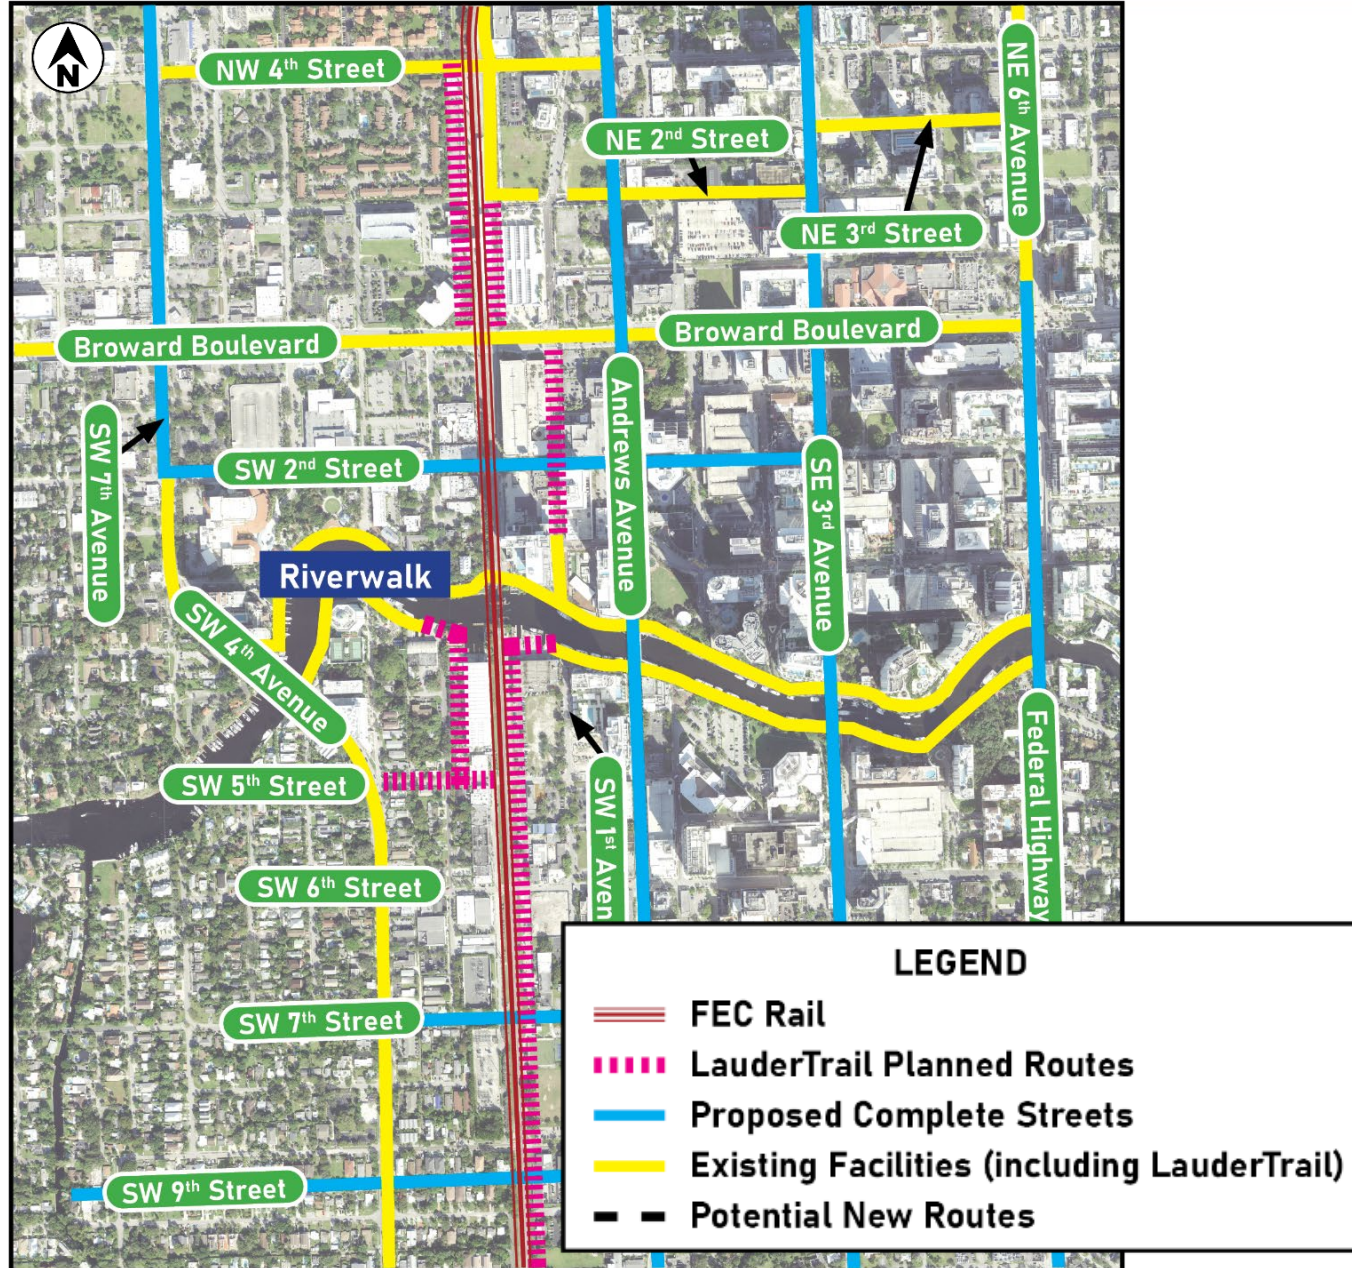 N
NW 4th Street
NE 6th Avenue
NE 2nd Street
NE 3rd Street
Broward Boulevard
Broward Boulevard
Andrews Avenue
SW 7th Avenue
SW 2nd Street
SE 3rd Avenue
Riverwalk
SW 4th Avenue
SW 5th Street
SW 1st Aven
Federal Highway
SW 6th Street
SW 7th Street
SW 9th Street
LEGEND
FEC Rail
LauderTrail Planned Routes
Proposed Complete Streets
Existing Facilities (including LauderTrail)
Potential New Routes